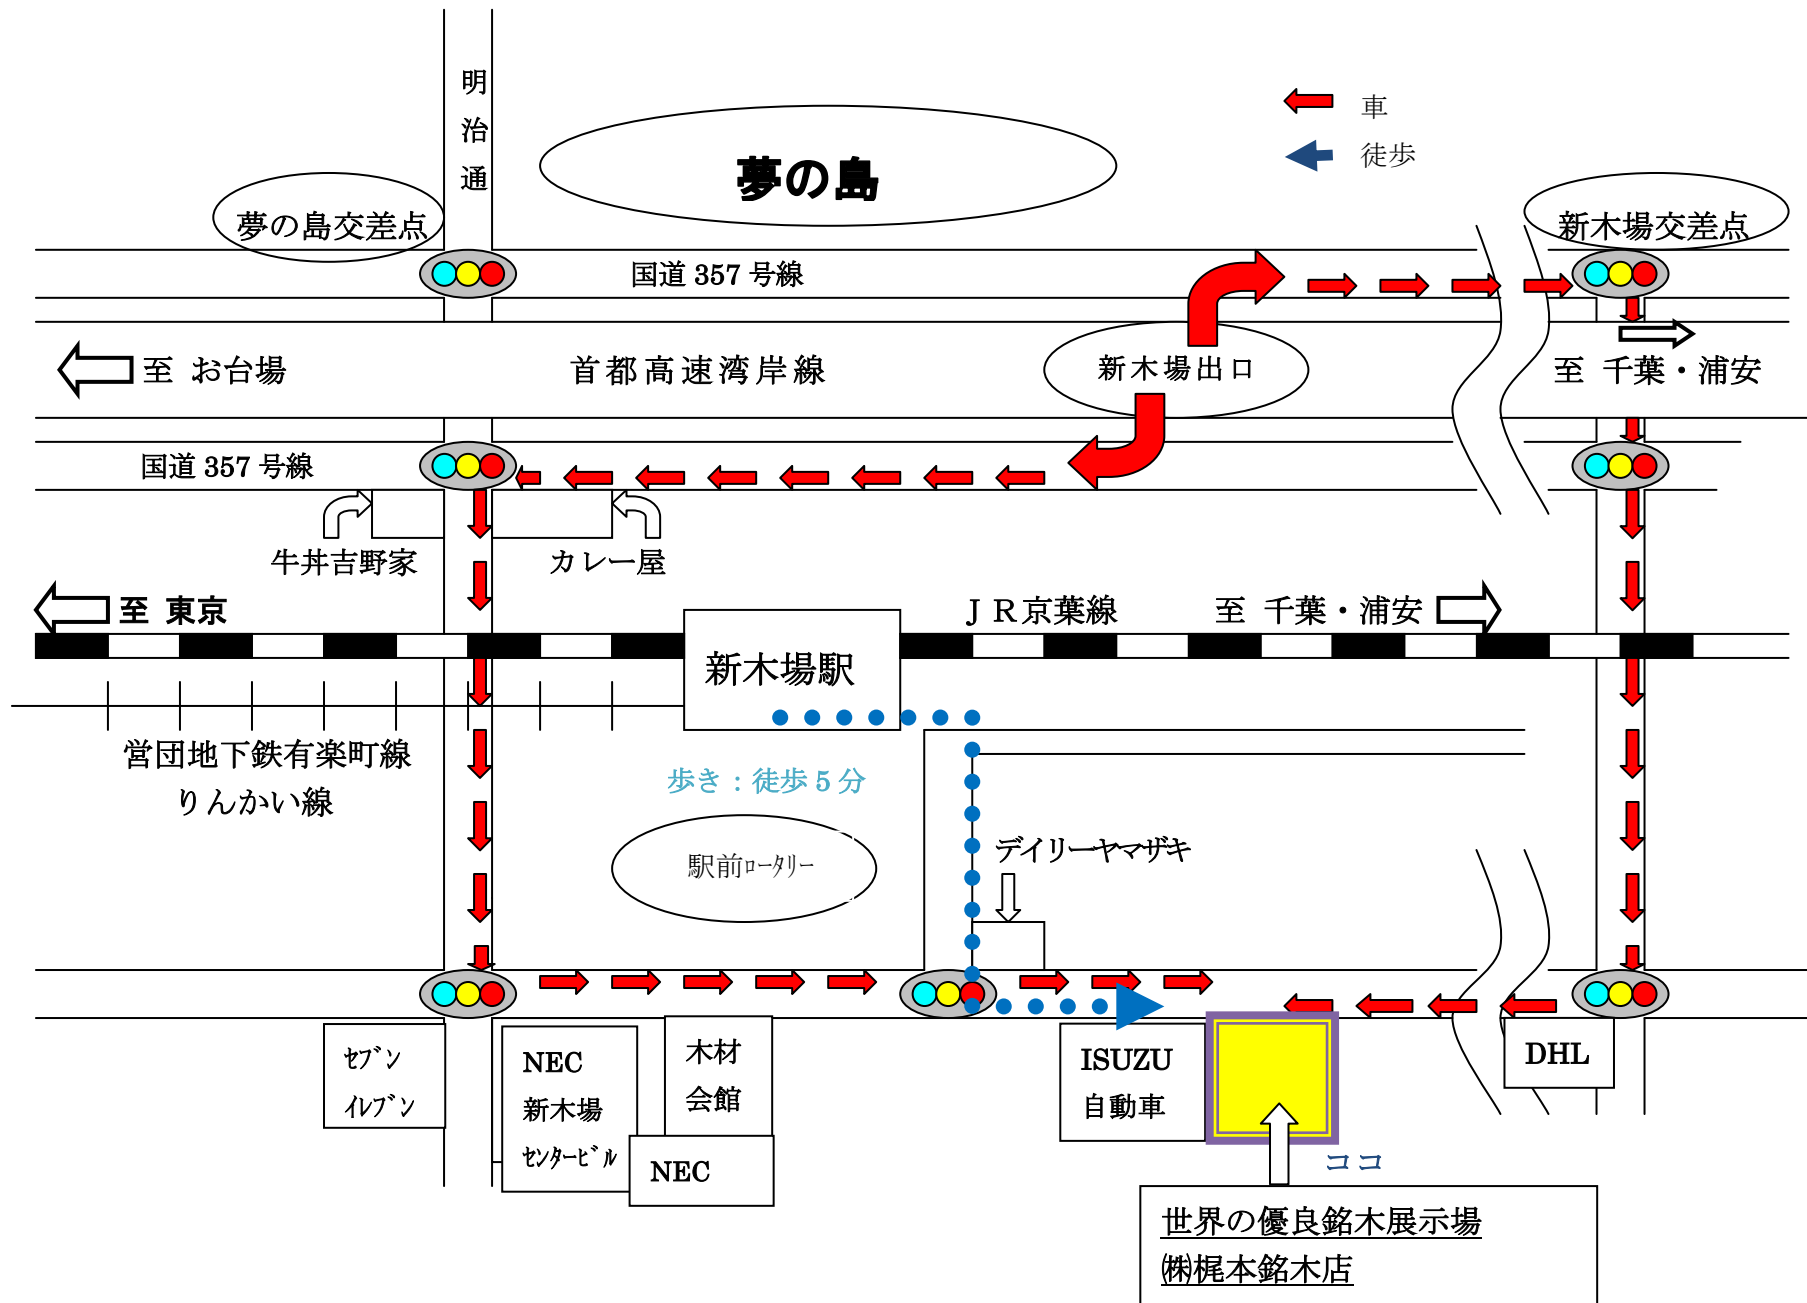 明治通
車
徒歩
夢の島
夢の島交差点
新木場交差点
国道 357 号線
至 お台場
首都高速湾岸線
新木場出口
至 千葉・浦安
国道 357 号線
牛丼吉野家
カレー屋
至 東京
ＪＲ京葉線
至 千葉・浦安
新木場駅
営団地下鉄有楽町線
りんかい線
歩き：徒歩５分
駅前ﾛｰﾀﾘｰ
デイリーヤマザキ
ｾﾌﾞﾝ
ｲﾚﾌﾞﾝ
NEC
新木場
ｾﾝﾀｰﾋﾞﾙ
木材
会館
NEC
ISUZU
自動車
DHL
ココ
世界の優良銘木展示場
㈱梶本銘木店